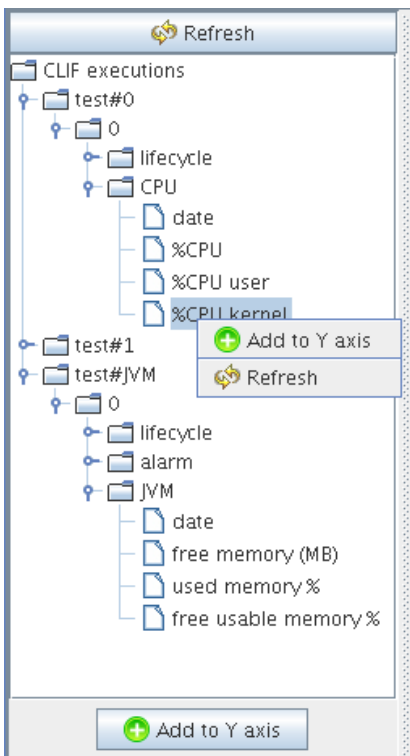 Refresh
CLIF executions
test#0
0
lifecycle
CPU
date
%CPU
%CPU user
%CPU kernel
Add to Y axis
test#1
test#JVM
Refresh
0
lifecycle
alarm
JVM
date
free memory (MB)
used memory %
free usable memory %
Add to Y axis